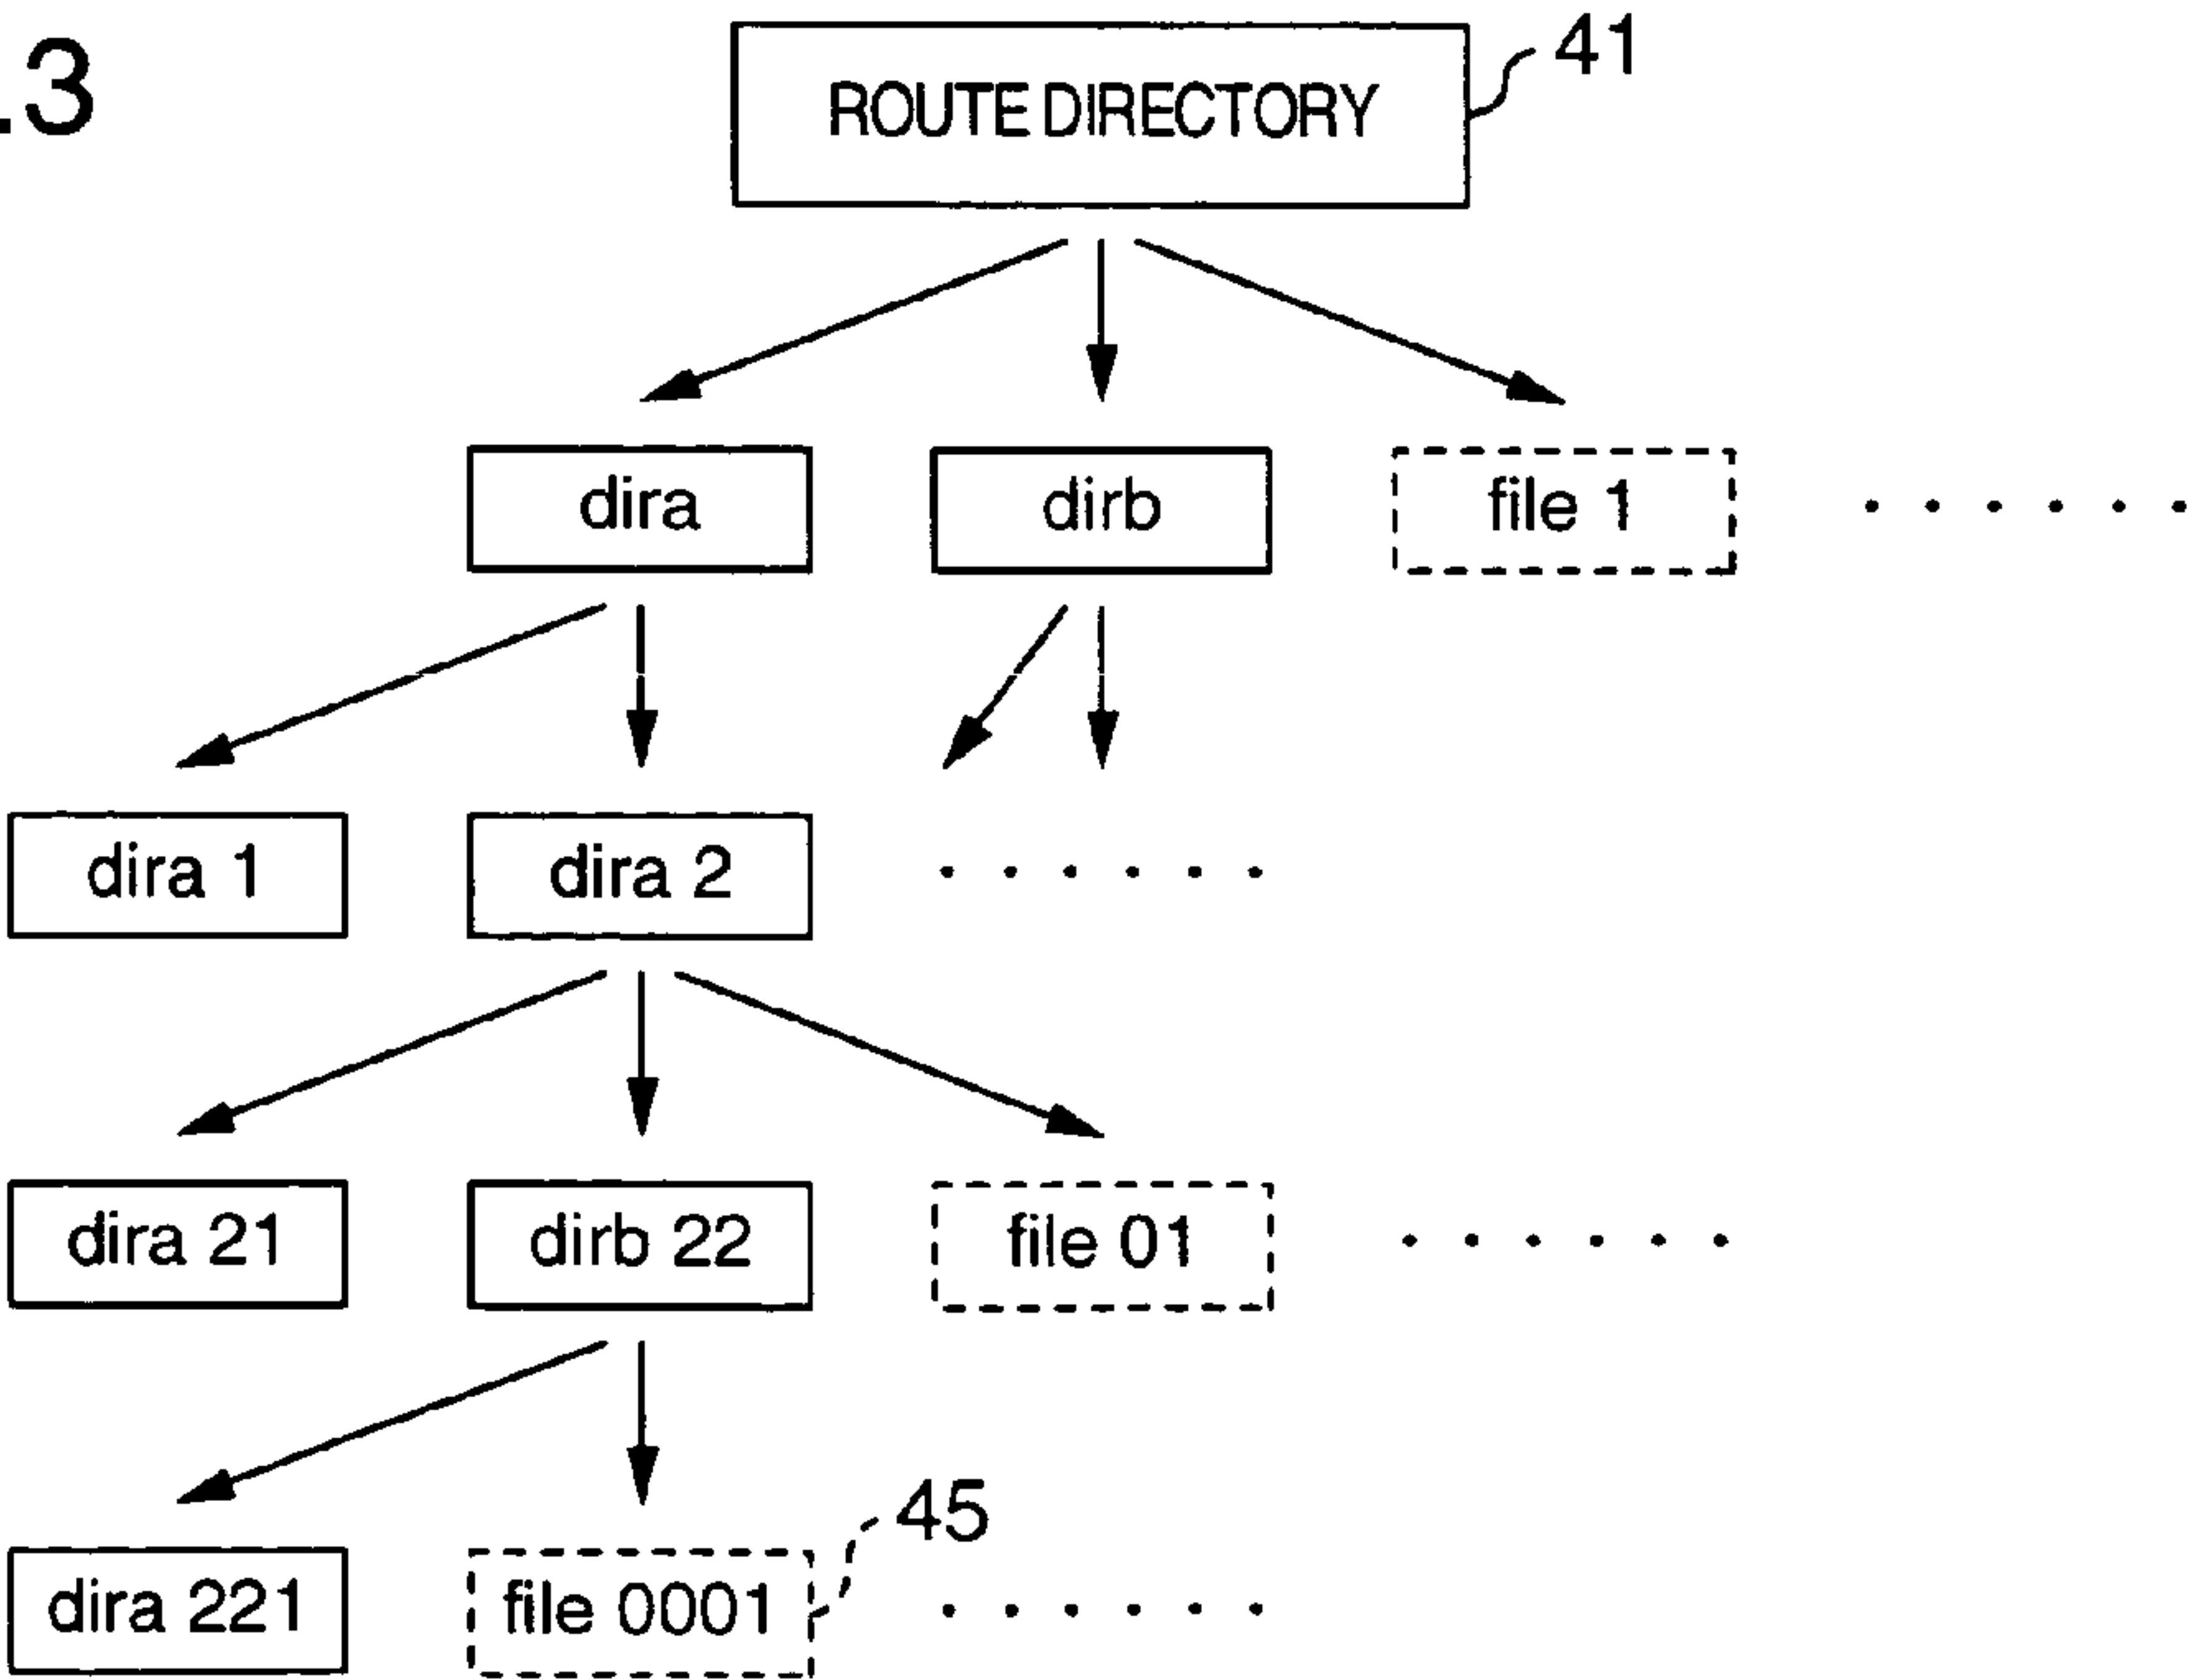 .3
ROUTE DIRECTORY
41
dira
dirb
file 1
. . . . . .
dira 1
dira 2
. . . . . .
dira 21
dirb 22
file 01
. . . . . .
45
dira 221
file 0001
. . . . . .